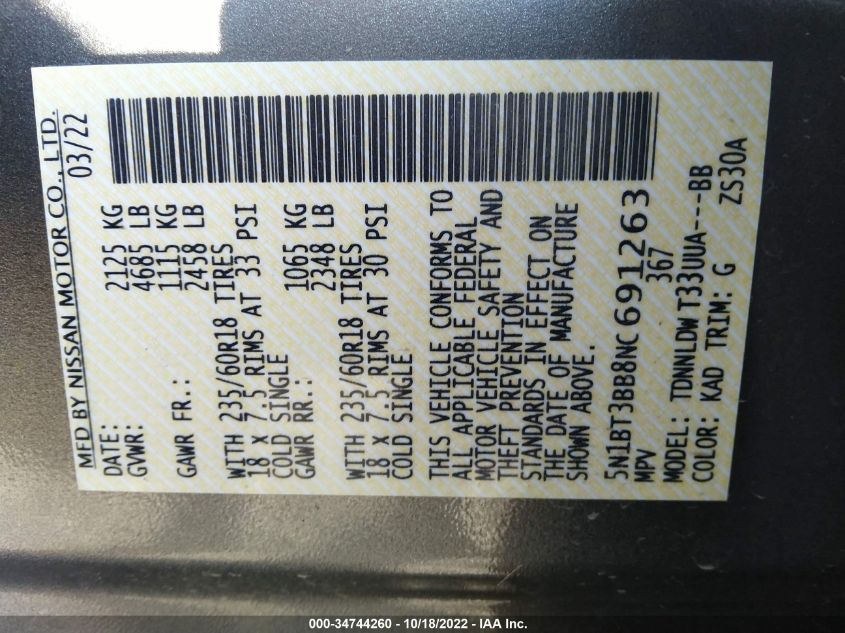 MFD BY NISSAN MOTOR CO., LTD.
DATE: 03/22
GVWR: 2125 KG
4685 LB
GAWR FR.: 1115 KG
2458 LB
WITH 235/60R18 TIRES
18 X 7.5 RIMS AT 33 PSI
COLD SINGLE
GAWR RR.: 1065 KG
2348 LB
WITH 235/60R18 TIRES
18 X 7.5 RIMS AT 30 PSI
COLD SINGLE
THIS VEHICLE CONFORMS TO
ALL APPLICABLE FEDERAL
MOTOR VEHICLE SAFETY AND
THEFT PREVENTION
STANDARDS IN EFFECT ON
THE DATE OF MANUFACTURE
SHOWN ABOVE.
5N1BT3BB8NC691263
MPV 367
MODEL: TDNNLDW T33UUA---BB
COLOR: KAD TRIM: G ZS30A
000-34744260 - 10/18/2022 - IAA Inc.